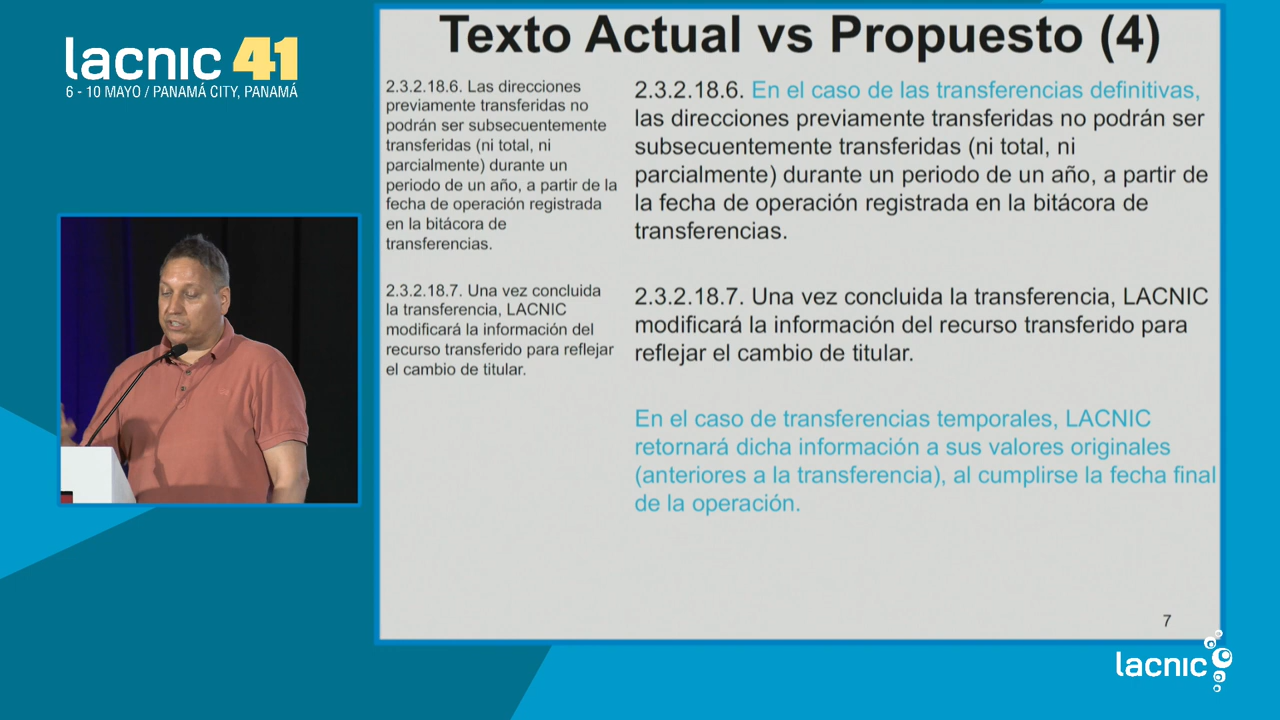 lacnic 41
6 - 10 MAYO / PANAMÁ CITY, PANAMÁ
Texto Actual vs Propuesto (4)
2.3.2.18.6. Las direcciones
previamente transferidas no
podrán ser subsecuentemente
transferidas (ni total, ni
parcialmente) durante un
periodo de un año, a partir de la
fecha de operación registrada
en la bitácora de
transferencias.
2.3.2.18.7. Una vez concluida
la transferencia, LACNIC
modificará la información del
recurso transferido para reflejar
el cambio de titular.
2.3.2.18.6. En el caso de las transferencias definitivas,
las direcciones previamente transferidas no podrán ser
subsecuentemente transferidas (ni total, ni
parcialmente) durante un periodo de un año, a partir de
la fecha de operación registrada en la bitácora de
transferencias.
2.3.2.18.7. Una vez concluida la transferencia, LACNIC
modificará la información del recurso transferido para
reflejar el cambio de titular.
En el caso de transferencias temporales, LACNIC
retornará dicha información a sus valores originales
(anteriores a la transferencia), al cumplirse la fecha final
de la operación.
7
lacnic